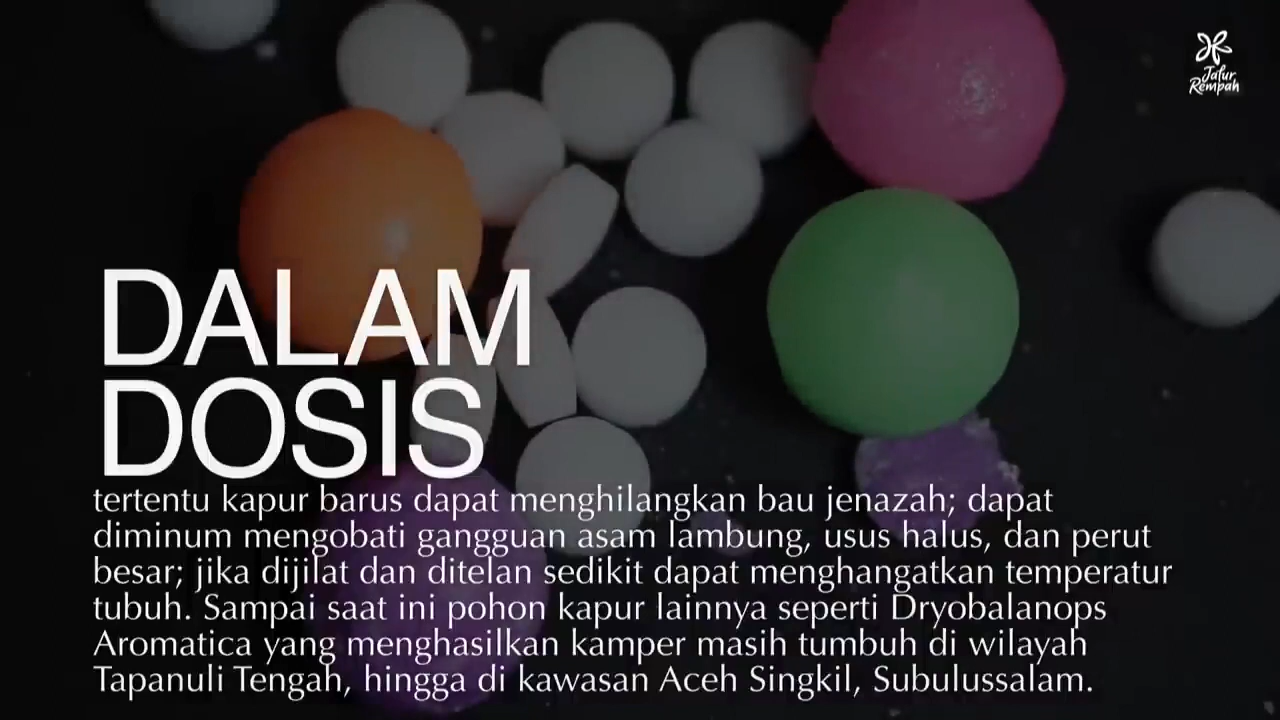 Jalur
Rempah
DALAM
DOSIS
tertentu kapur barus dapat menghilangkan bau jenazah; dapat
diminum mengobati gangguan asam lambung, usus halus, dan perut
besar; jika dijilat dan ditelan sedikit dapat menghangatkan temperatur
tubuh. Sampai saat ini pohon kapur lainnya seperti Dryobalanops
Aromatica yang menghasilkan kamper masih tumbuh di wilayah
Tapanuli Tengah, hingga di kawasan Aceh Singkil, Subulussalam.